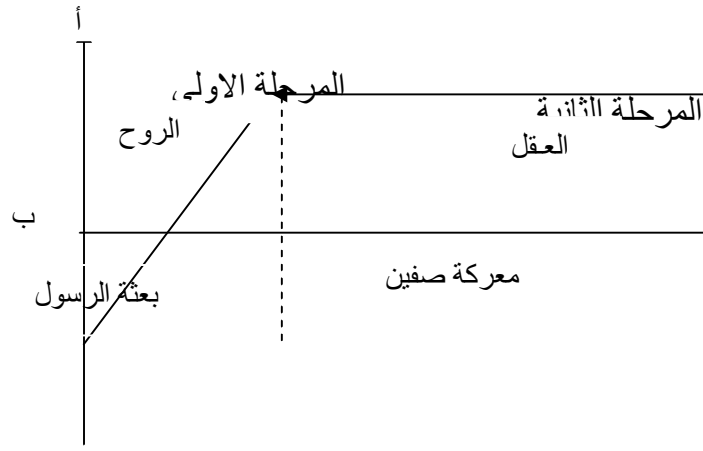 أ
المرحلة الاولى
المرحلة الثانية
الروح
العقل
ب
بعثة الرسول
معركة صفين